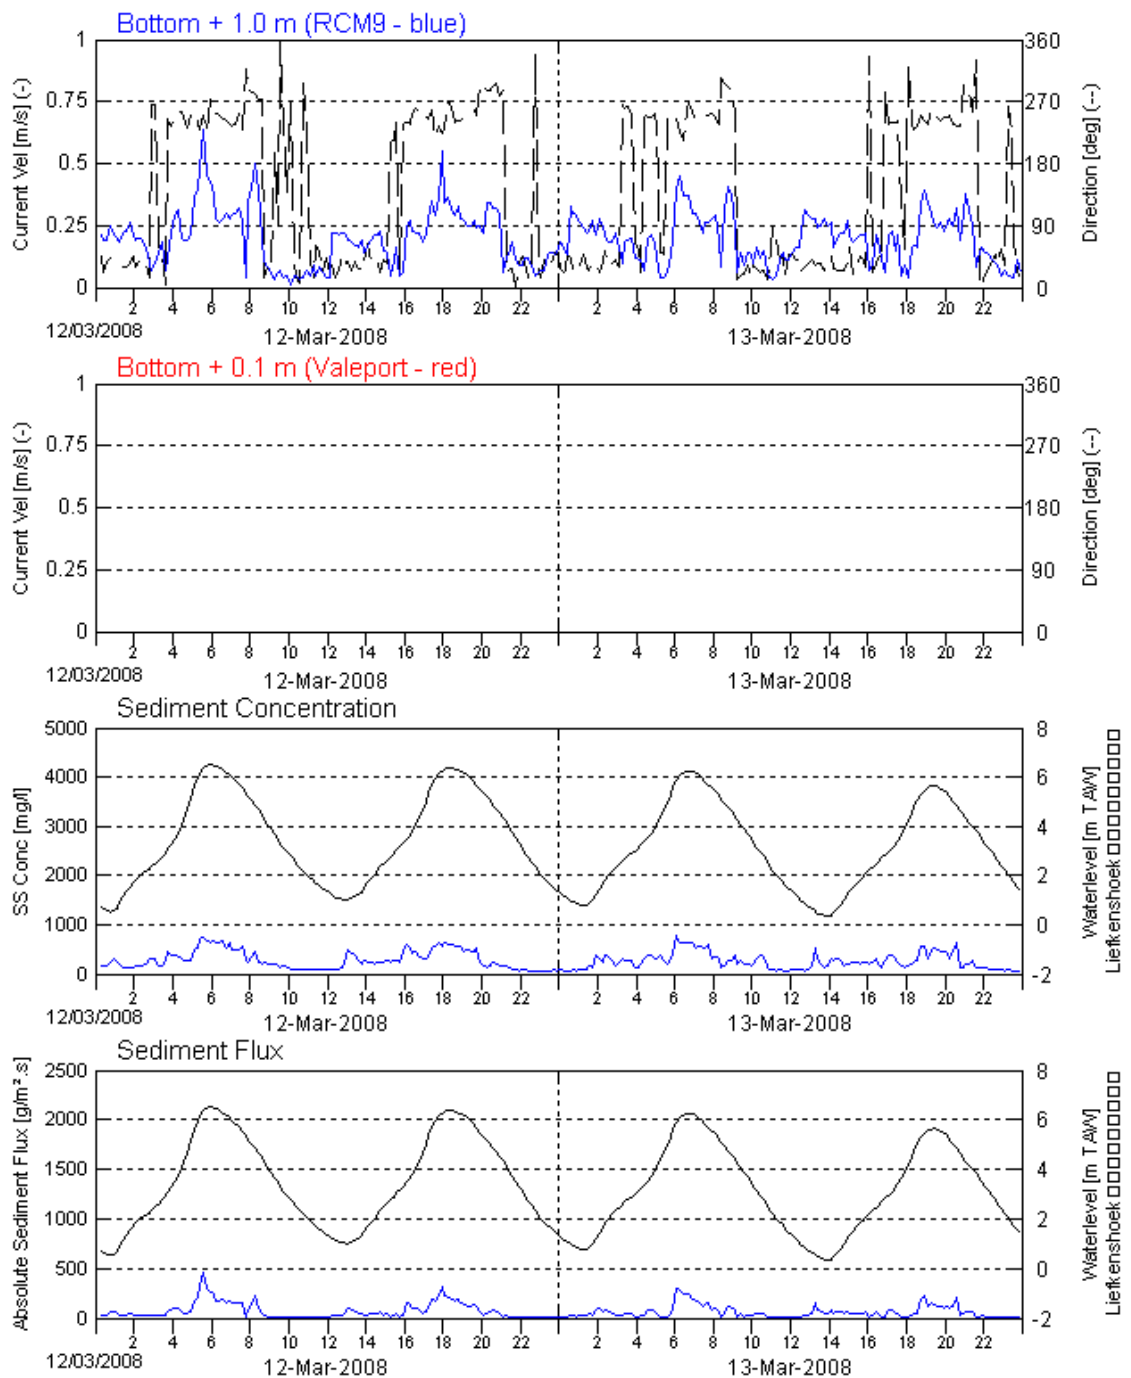 Bottom + 1.0 m (RCM9 - blue)
1
0.75
0.5
0.25
0
Current Vel [m/s] (-)
360
270
180
90
0
Direction [deg] (--)
2 4 6 8 10 12 14 16 18 20 22 2 4 6 8 10 12 14 16 18 20 22
12/03/2008
12-Mar-2008
13-Mar-2008
Bottom + 0.1 m (Valeport - red)
1
0.75
0.5
0.25
0
Current Vel [m/s] (-)
360
270
180
90
0
Direction [deg] (--)
2 4 6 8 10 12 14 16 18 20 22 2 4 6 8 10 12 14 16 18 20 22
12/03/2008
12-Mar-2008
13-Mar-2008
Sediment Concentration
5000
4000
3000
2000
1000
0
SS Conc [mg/l]
8
6
4
2
0
-2
Waterlevel [m TAW]
Liefkenshoek □□□□□□□□□
2 4 6 8 10 12 14 16 18 20 22 2 4 6 8 10 12 14 16 18 20 22
12/03/2008
12-Mar-2008
13-Mar-2008
Sediment Flux
2500
2000
1500
1000
500
0
Absolute Sediment Flux [g/m².s]
8
6
4
2
0
-2
Waterlevel [m TAW]
Liefkenshoek □□□□□□□□□
2 4 6 8 10 12 14 16 18 20 22 2 4 6 8 10 12 14 16 18 20 22
12/03/2008
12-Mar-2008
13-Mar-2008